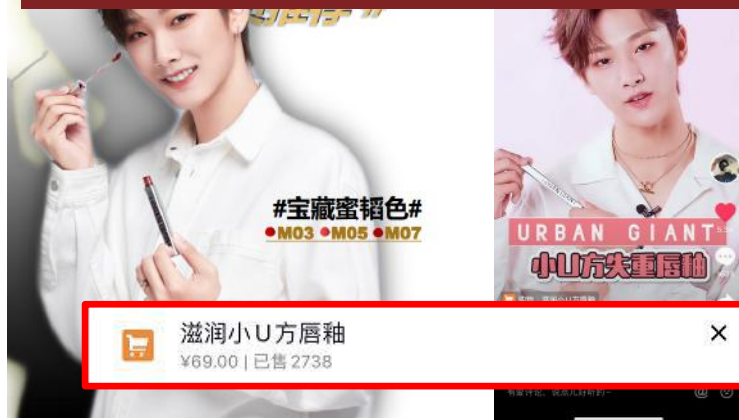 #宝藏蜜韬色#
●M03 ●M05 ●M07
URBAN GIANT
小U方失重唇釉
滋润小U方唇釉
¥69.00 | 已售 2738